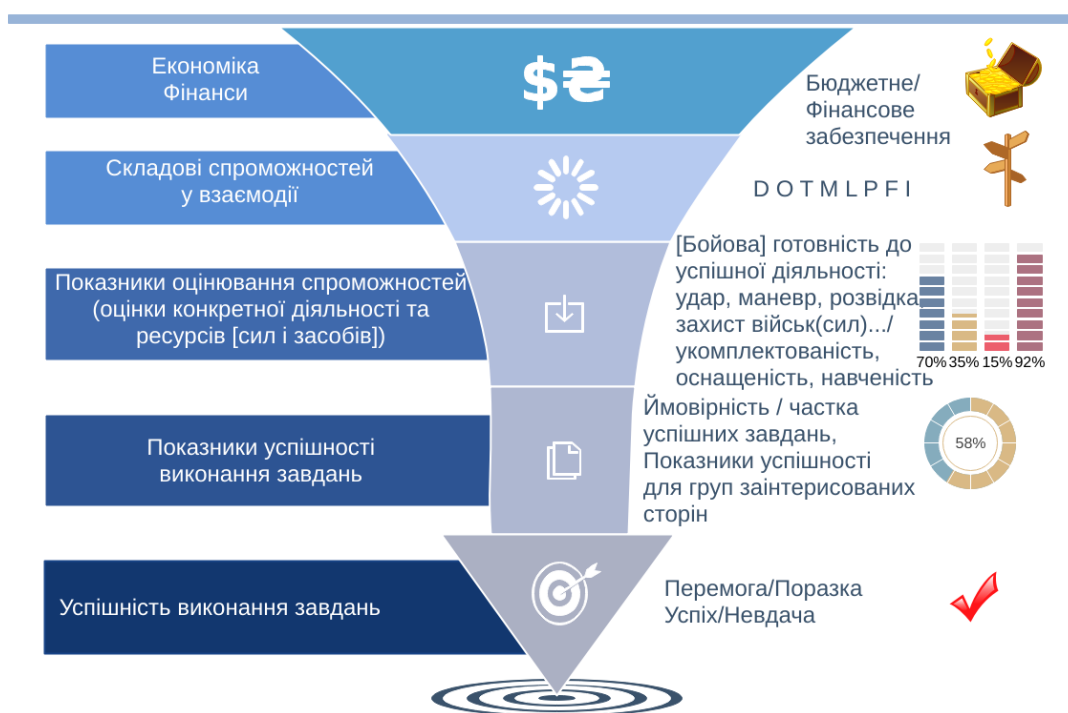 Економіка
Фінанси
$₴
Бюджетне/
Фінансове
забезпечення
Складові спроможностей
у взаємодії
D O T M L P F I
Показники оцінювання спроможностей
(оцінки конкретної діяльності та
ресурсів [сил і засобів])
[Бойова] готовність до
успішної діяльності:
удар, маневр, розвідка
захист військ(сил).../
укомплектованість,
оснащеність, навченість
70% 35% 15% 92%
Показники успішності
виконання завдань
Ймовірність / частка
успішних завдань,
Показники успішності
для груп заінтерисованих
сторін
58%
Успішність виконання завдань
Перемога/Поразка
Успіх/Невдача